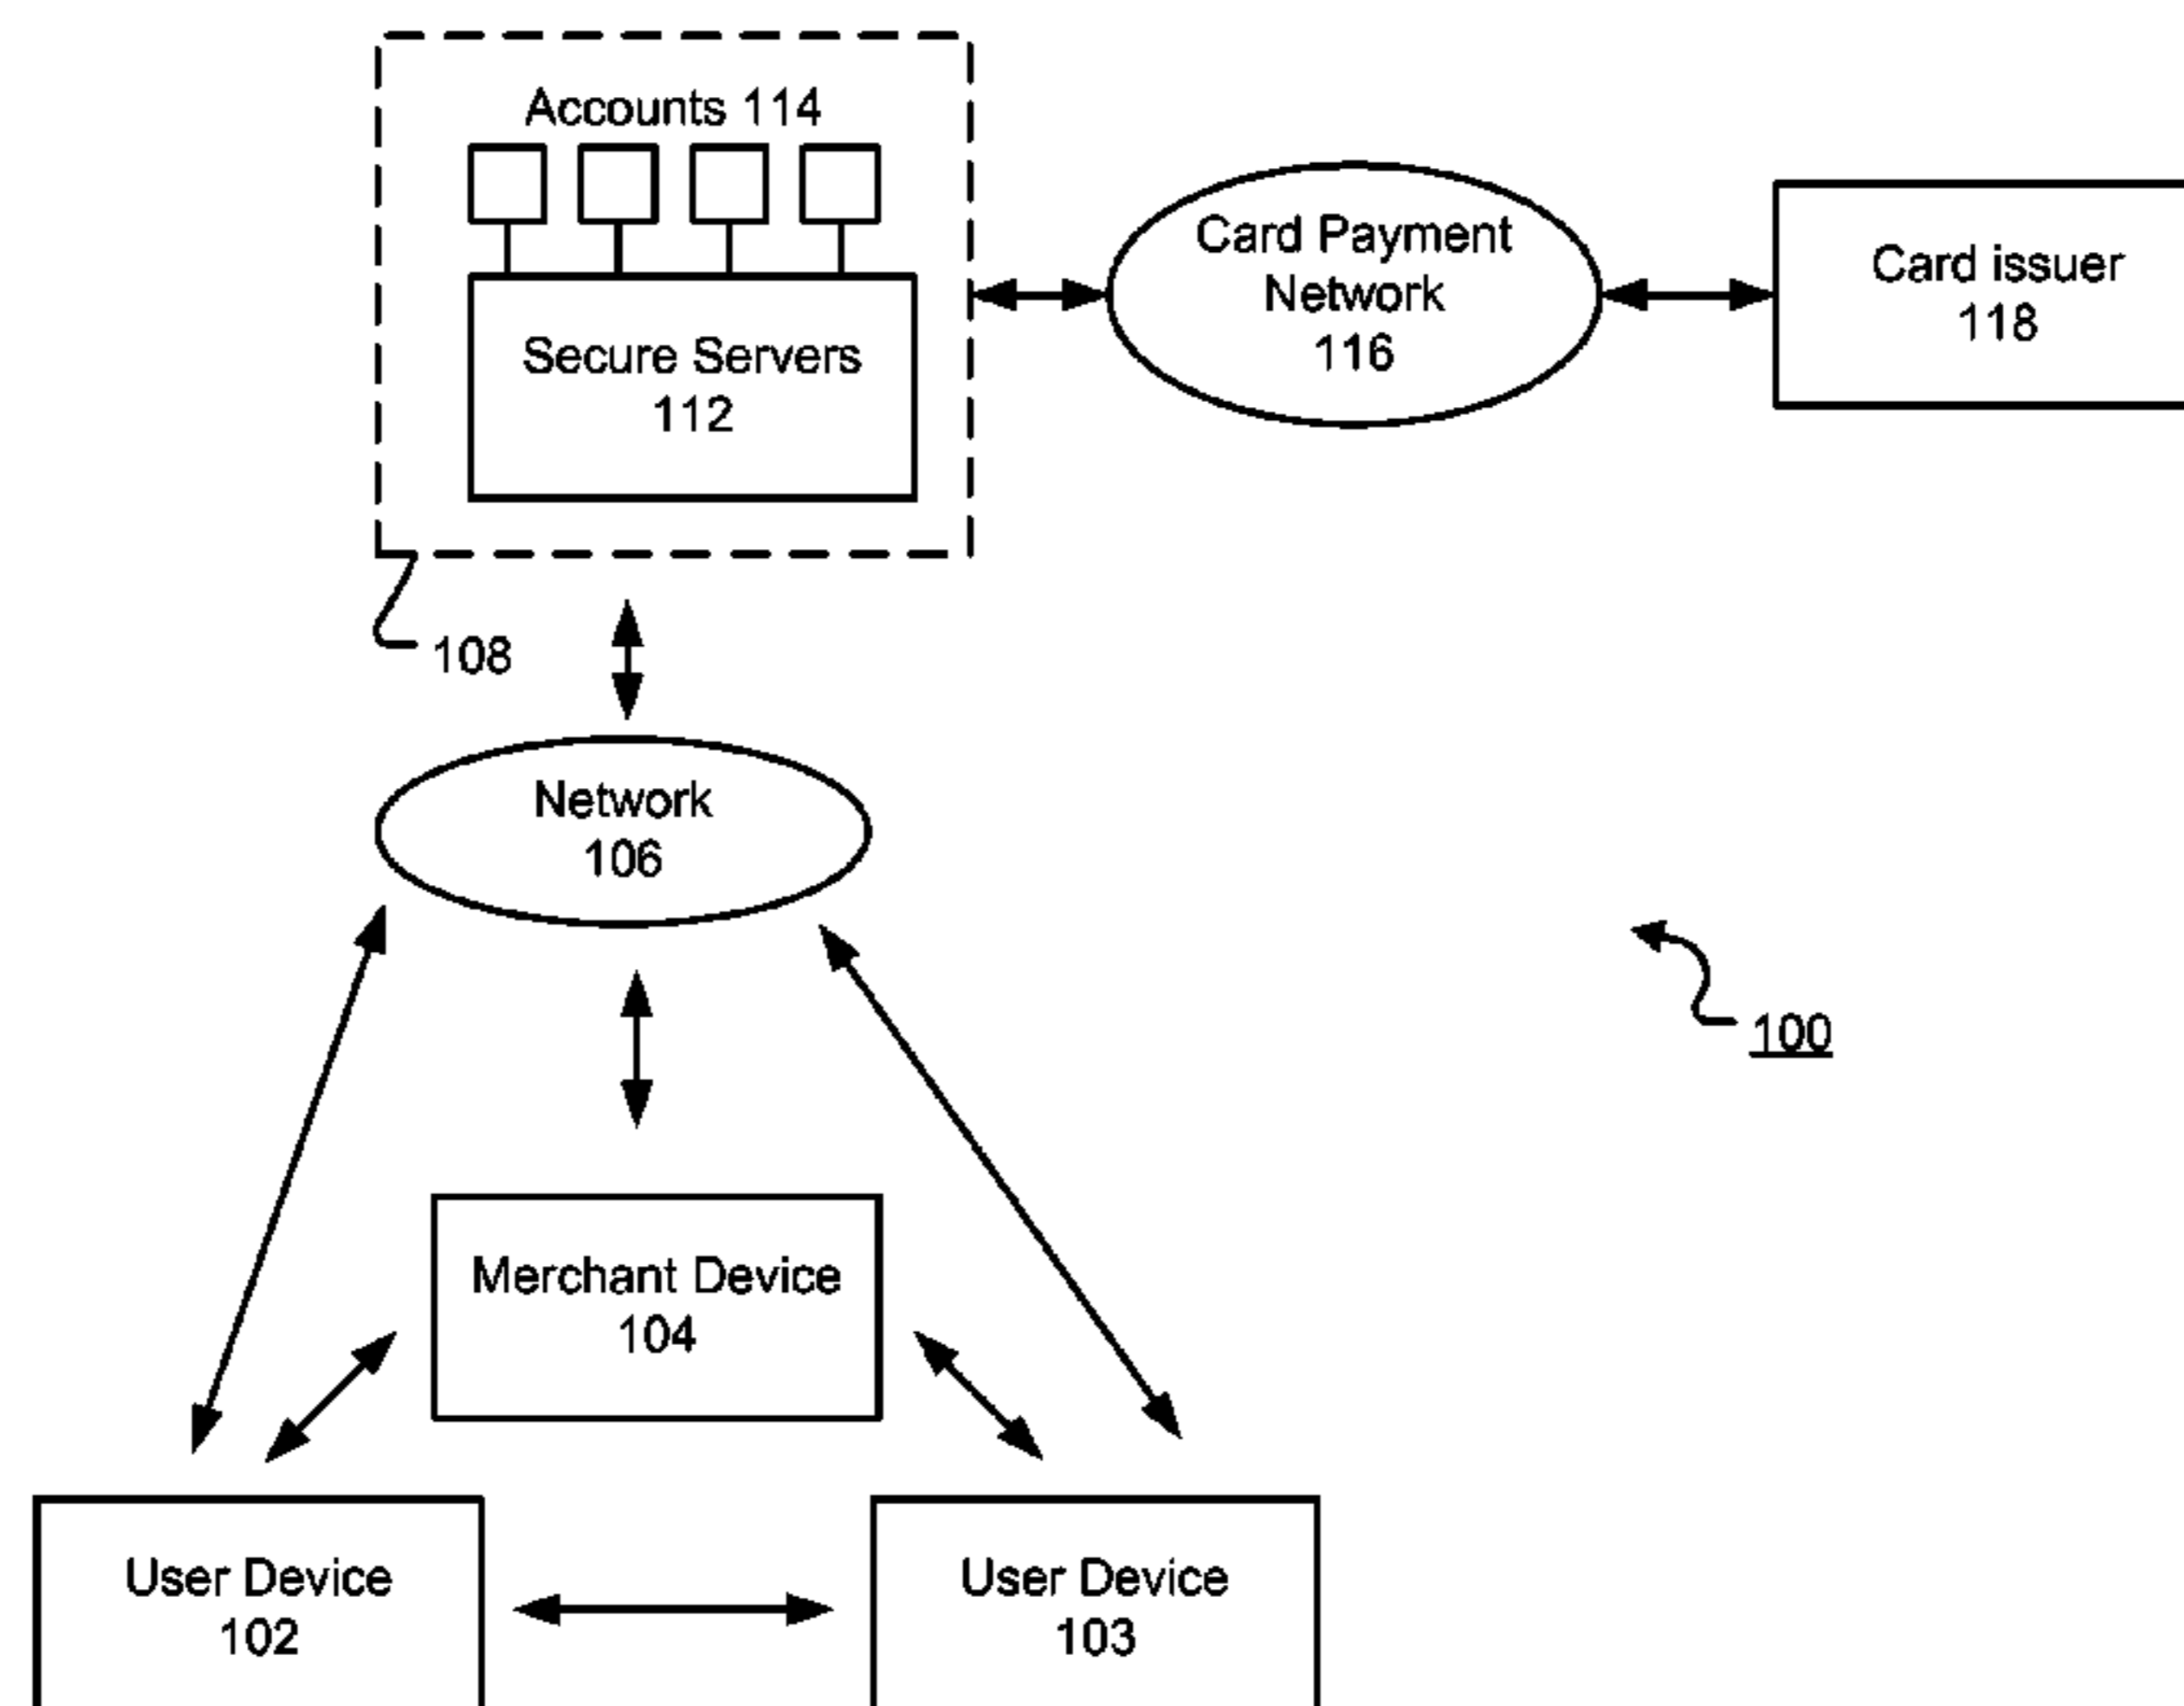 Accounts 114
Secure Servers
112
Card Payment
Network
116
Card issuer
118
108
Network
106
100
Merchant Device
104
User Device
102
User Device
103